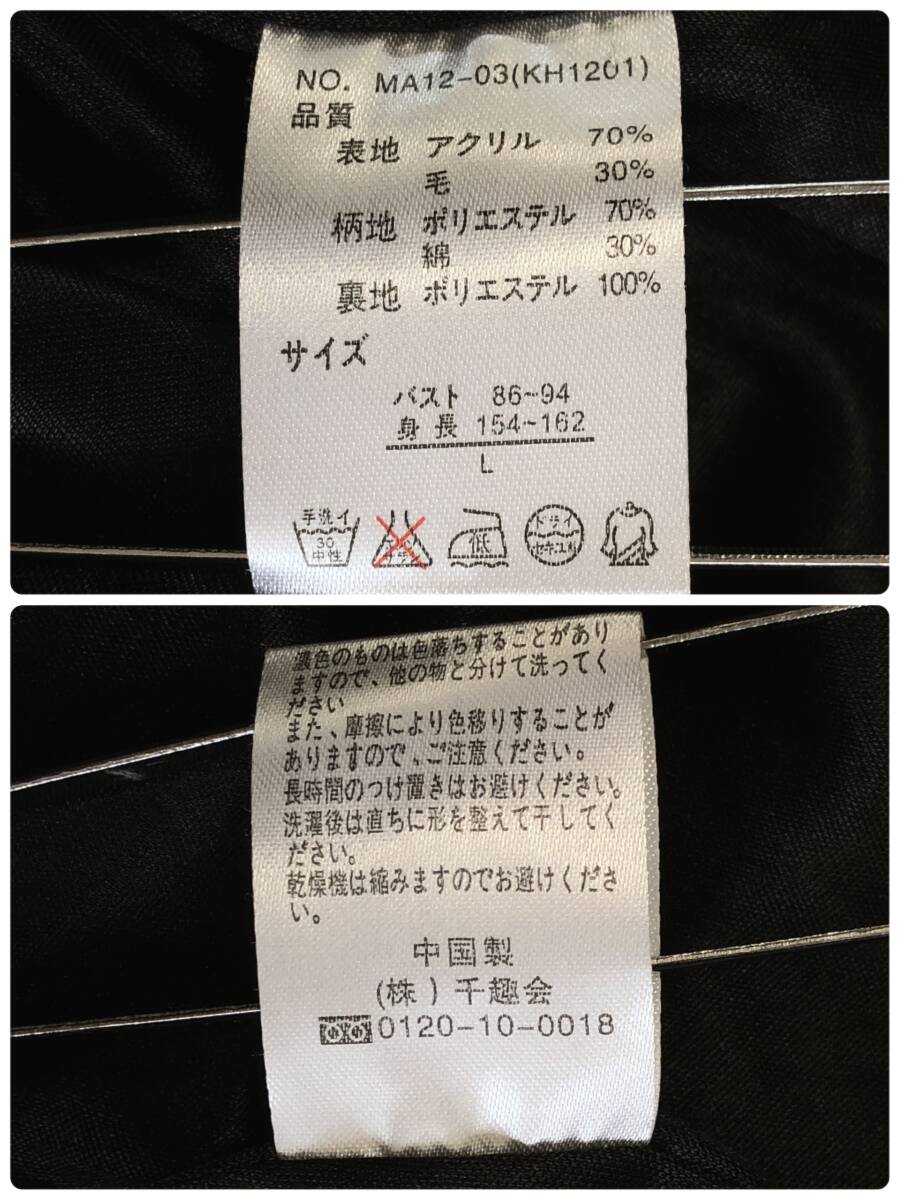 NO. MA12-03(KH1201)
品質
表地 アクリル 70%
毛 30%
柄地 ポリエステル 70%
綿 30%
裏地 ポリエステル 100%
サイズ
バスト 86~94
身長 154~162
L
手洗イ
30
中性
低
ドライ
セキユ系
濃色のものは色落ちすることがあり
ますので、他の物と分けて洗ってく
ださい
また、摩擦により色移りすることが
ありますので、ご注意ください。
長時間のつけ置きはお避けください。
洗濯後は直ちに形を整えて干してく
ださい。
乾燥機は縮みますのでお避けくださ
い。
中国製
(株)千趣会
0120-10-0018